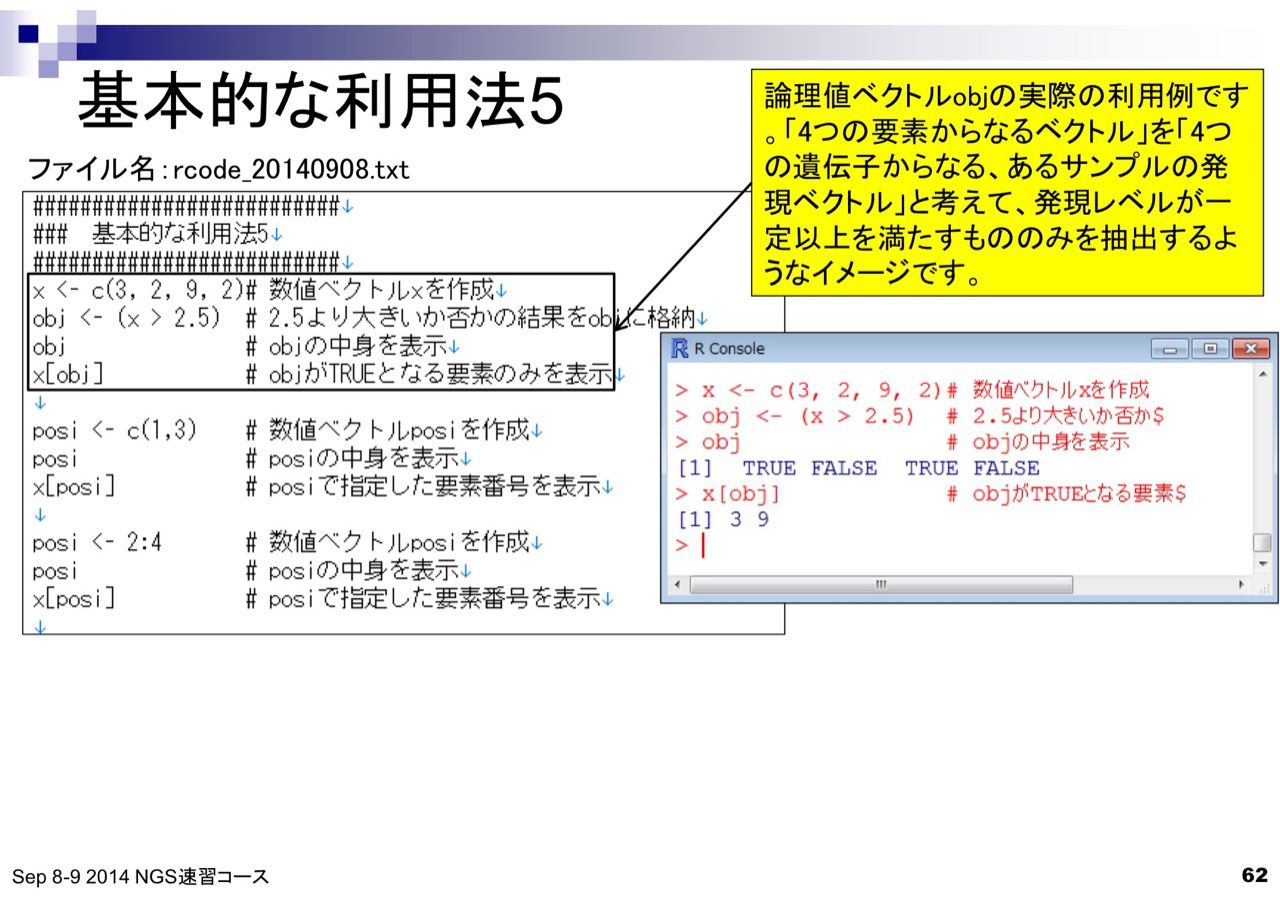 基本的な利用法5
論理値ベクトルobjの実際の利用例です
。「4つの要素からなるベクトル」を「4つ
の遺伝子からなる、あるサンプルの発
現ベクトル」と考えて、発現レベルが一
定以上を満たすもののみを抽出するよ
うなイメージです。
ファイル名：rcode_20140908.txt
##########################↓
### 基本的な利用法5↓
##########################↓
x <- c(3, 2, 9, 2)# 数値ベクトルxを作成↓
obj <- (x > 2.5) # 2.5より大きいか否かの結果をobjに格納↓
obj # objの中身を表示↓
x[obj] # objがTRUEとなる要素のみを表示↓
↓
posi <- c(1,3) # 数値ベクトルposiを作成↓
posi # posiの中身を表示↓
x[posi] # posiで指定した要素番号を表示↓
↓
posi <- 2:4 # 数値ベクトルposiを作成↓
posi # posiの中身を表示↓
x[posi] # posiで指定した要素番号を表示↓
↓
R R Console
> x <- c(3, 2, 9, 2)# 数値ベクトルxを作成
> obj <- (x > 2.5) # 2.5より大きいか否か$
> obj # objの中身を表示
[1] TRUE FALSE TRUE FALSE
> x[obj] # objがTRUEとなる要素$
[1] 3 9
>
Sep 8-9 2014 NGS速習コース
62